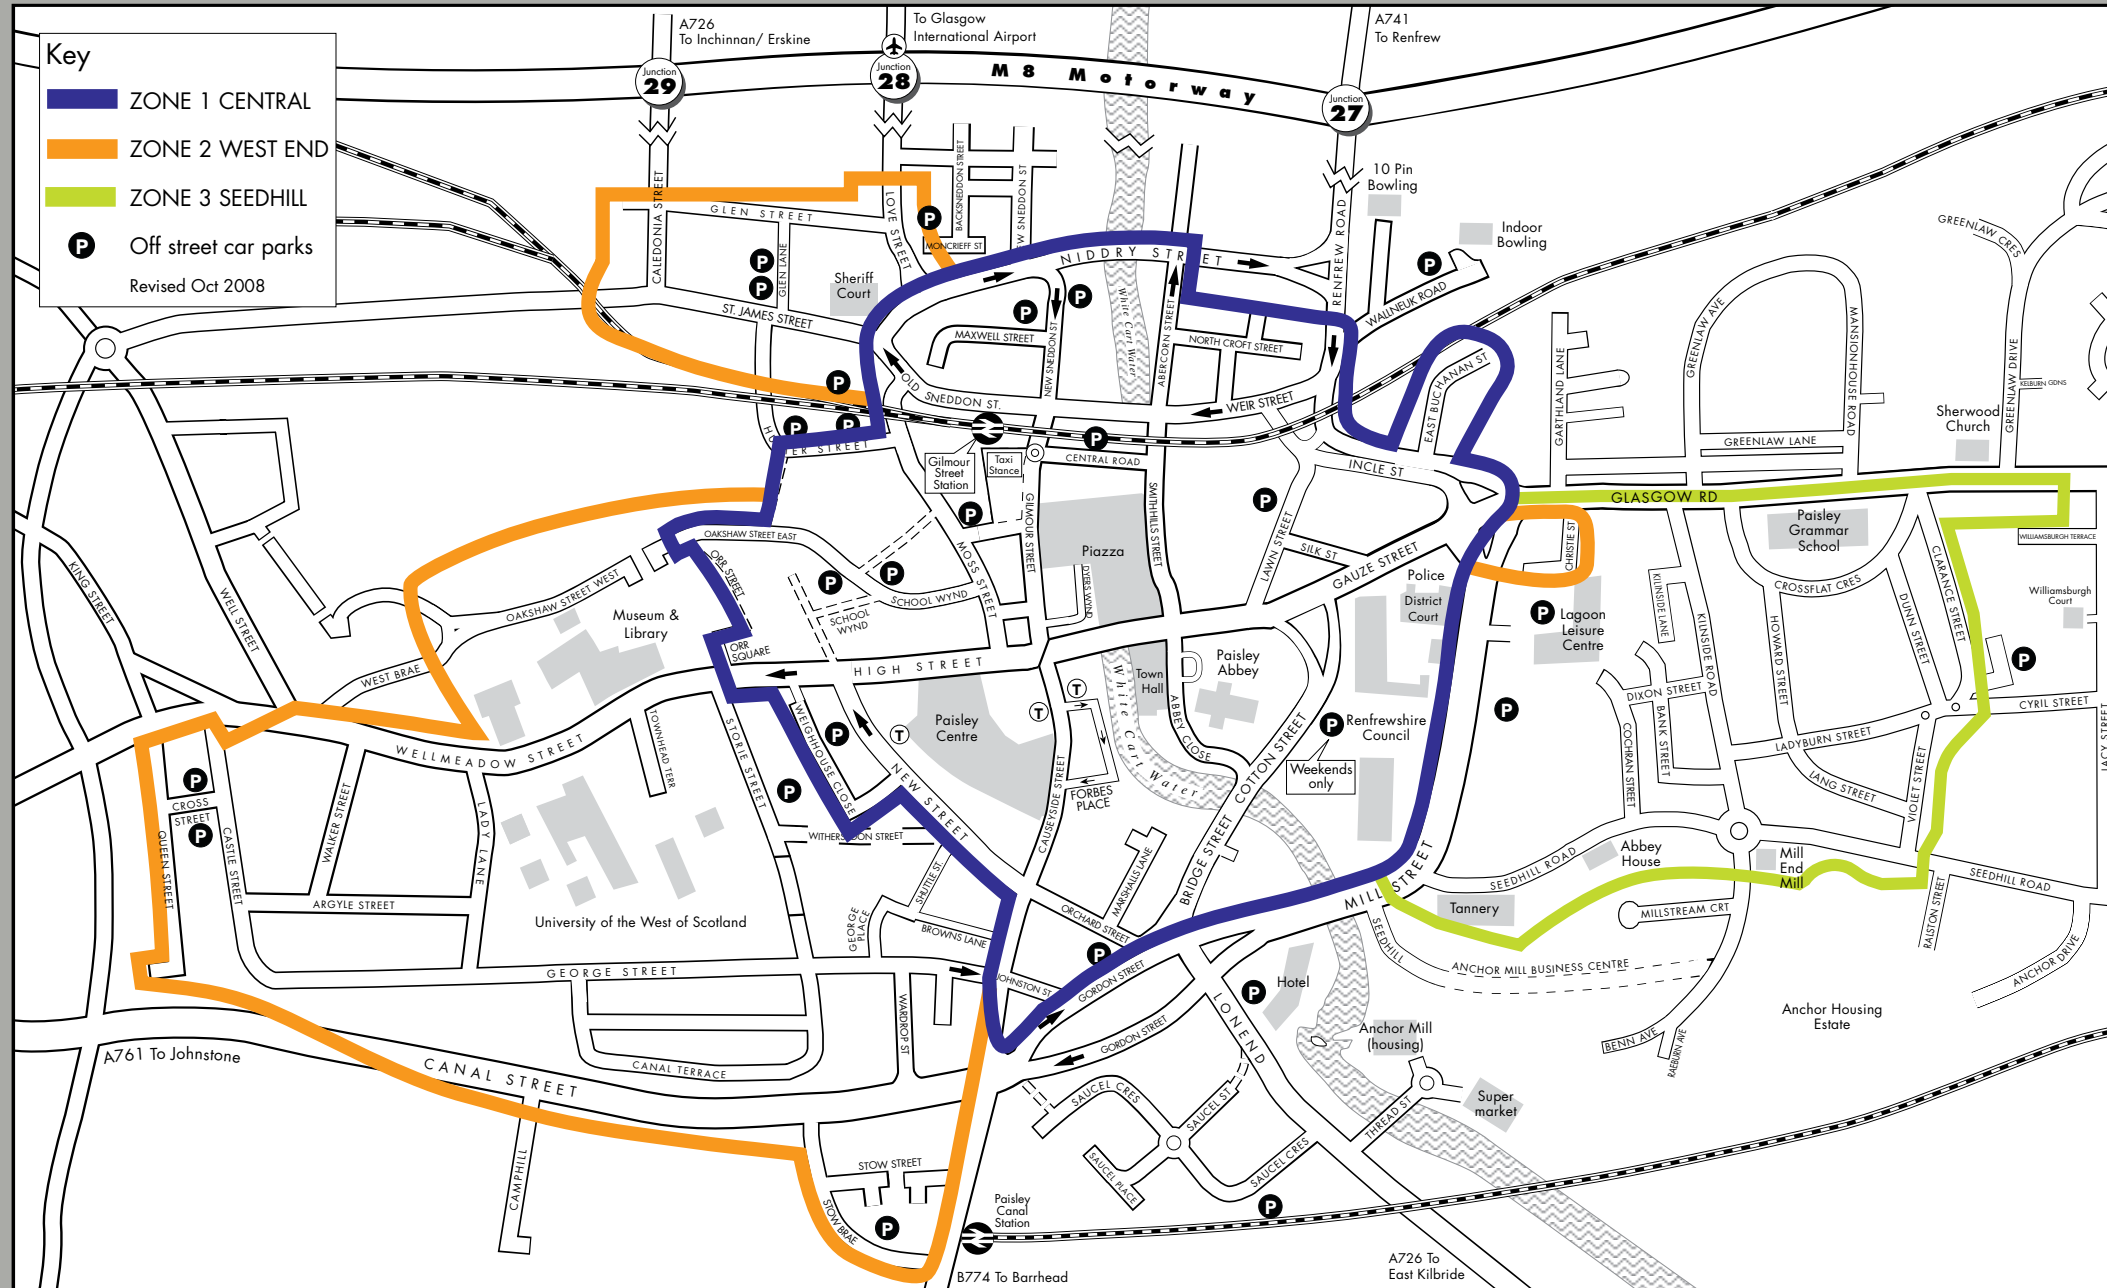 Key
ZONE 1 CENTRAL
ZONE 2 WEST END
ZONE 3 SEEDHILL
P
Off street car parks
Revised Oct 2008
A726
To Inchinnan/ Erskine
To Glasgow
International Airport
A741
To Renfrew
Junction
29
Junction
28
Junction
27
M8 Motorway
10 Pin
Bowling
Indoor
Bowling
CALEDONIA STREET
GLEN STREET
GLEN LANE
LOVE STREET
BACKSNEDDON STREET
MONCRIEFF ST
NIDDRY STREET
RENFREW ROAD
WALLNEUK ROAD
Sheriff
Court
ST. JAMES STREET
MAXWELL STREET
NEW SNEDDON ST
White Cart Water
ABERCORN STREET
NORTH CROFT STREET
OLD
SNEDDON ST.
WEIR STREET
EAST BUCHANAN ST
GARTHLAND LANE
GREENLAW AVE
MANSIONHOUSE ROAD
GREENLAW CRES
GREENLAW DRIVE
KELBURN GDNS
Sherwood
Church
GREENLAW LANE
Gilmour
Street
Station
Taxi
Stance
CENTRAL ROAD
INCLE ST
GLASGOW RD
OAKSHAW STREET EAST
OAKSHAW STREET WEST
ORR STREET
MOSS STREET
GILMOUR STREET
Piazza
SMITHHILLS STREET
LAWN STREET
SILK ST
GAUZE STREET
CHRISTIE ST
Paisley
Grammar
School
WILLIAMSBURGH TERRACE
KING STREET
WELL STREET
Museum &
Library
SCHOOL WYND
SCHOOL
WYND
DYERS WYND
Police
District
Court
Lagoon
Leisure
Centre
KILNSIDE LANE
KILNSIDE ROAD
CROSSFLAT CRES
HOWARD STREET
DUNN STREET
CLARANCE STREET
Williamsburgh
Court
WEST BRAE
ORR
SQUARE
HIGH STREET
Town
Hall
Paisley
Abbey
DIXON STREET
CYRIL STREET
WELLMEADOW STREET
TOWNHEAD TERR
STORIE STREET
WEIGHHOUSE CLOSE
Paisley
Centre
T
T
T
White Cart Water
ABBEY CLOSE
Renfrewshire
Council
Weekends
only
COCHRAN STREET
BANK STREET
LADYBURN STREET
LANG STREET
VIOLET STREET
CROSS
STREET
QUEEN STREET
CASTLE STREET
WALKER STREET
LADY LANE
NEW STREET
CAUSEYSIDE STREET
FORBES
PLACE
COTTON STREET
BRIDGE STREET
ARGYLE STREET
University of the West of Scotland
SHUTTLE ST.
GEORGE
PLACE
BROWNS LANE
ORCHARD STREET
MARSHALLS LANE
MILL STREET
SEEDHILL ROAD
Abbey
House
Mill
End
Mill
SEEDHILL ROAD
Tannery
MILLSTREAM CRT
RALSTON STREET
ANCHOR DRIVE
GEORGE STREET
JOHNSTON ST.
GORDON STREET
SEEDHILL
ANCHOR MILL BUSINESS CENTRE
Hotel
Anchor Mill
(housing)
BENN AVE
RAEBURN AVE
Anchor Housing
Estate
A761 To Johnstone
CANAL STREET
CANAL TERRACE
WARDROP ST
GORDON STREET
LONEND
SAUCEL CRES
SAUCEL ST
THREAD ST
Super
market
CAMPHILL
STOW STREET
STOW BRAE
SAUCEL PLACE
SAUCEL CRES
Paisley
Canal
Station
B774 To Barrhead
A726 To
East Kilbride